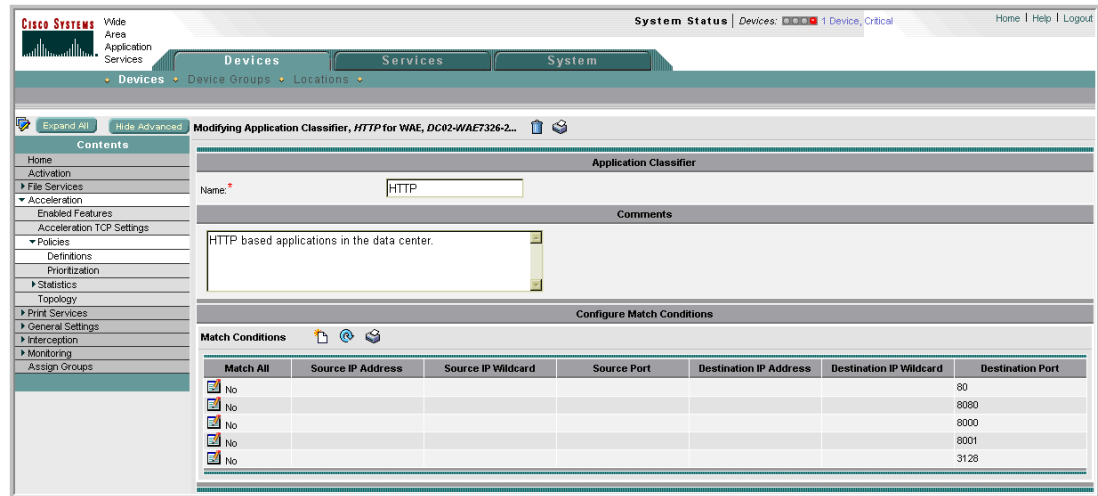 CISCO SYSTEMS
Wide
Area
Application
Services
System Status | Devices: 1 Device, Critical
Home | Help | Logout
Devices
Services
System
Devices Device Groups Locations
Expand All Hide Advanced
Modifying Application Classifier, HTTP for WAE, DC02-WAE7326-2...
Contents
Home
Activation
File Services
Acceleration
Enabled Features
Acceleration TCP Settings
Policies
Definitions
Prioritization
Statistics
Topology
Print Services
General Settings
Interception
Monitoring
Assign Groups
Application Classifier
Name:* HTTP
Comments
HTTP based applications in the data center.
Configure Match Conditions
Match Conditions
Match All Source IP Address Source IP Wildcard Source Port Destination IP Address Destination IP Wildcard Destination Port
No 80
No 8080
No 8000
No 8001
No 3128